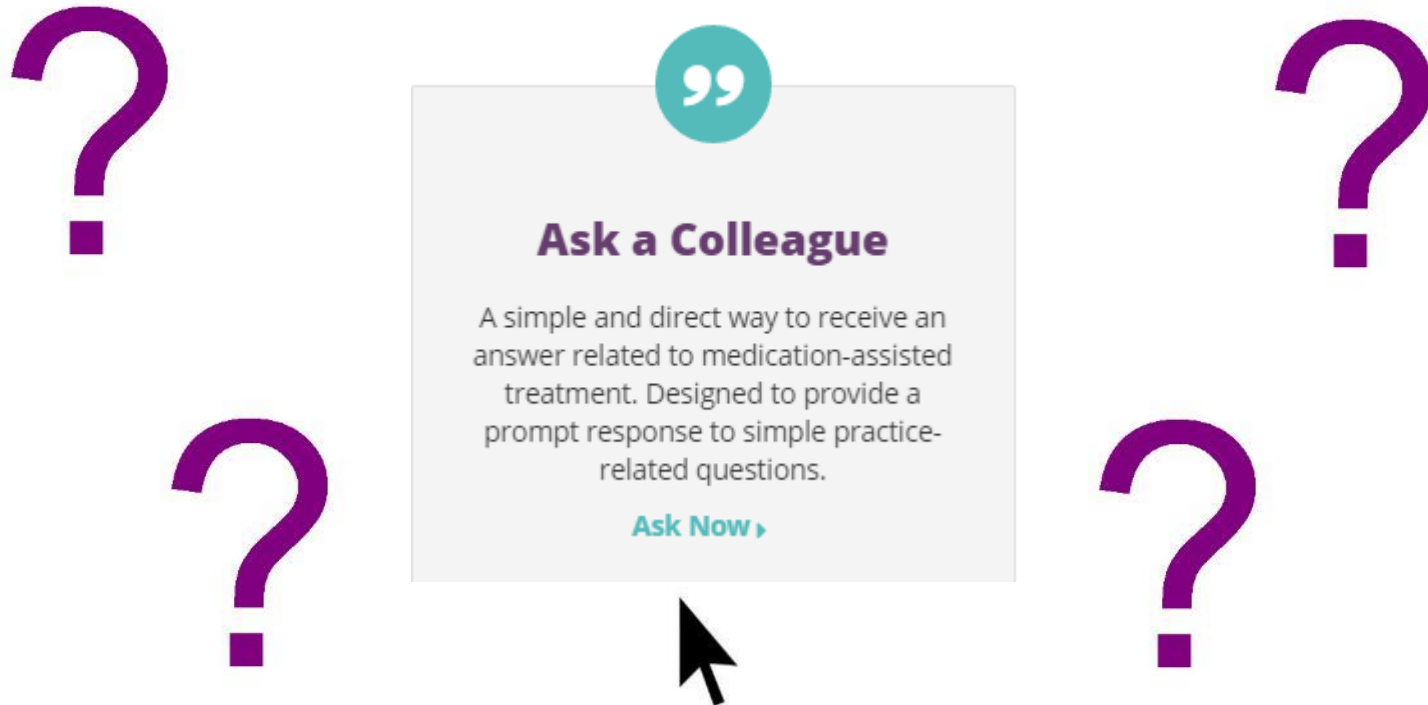 ?
?
”
Ask a Colleague
A simple and direct way to receive an
answer related to medication-assisted
treatment. Designed to provide a
prompt response to simple practice-
related questions.
Ask Now
?
?